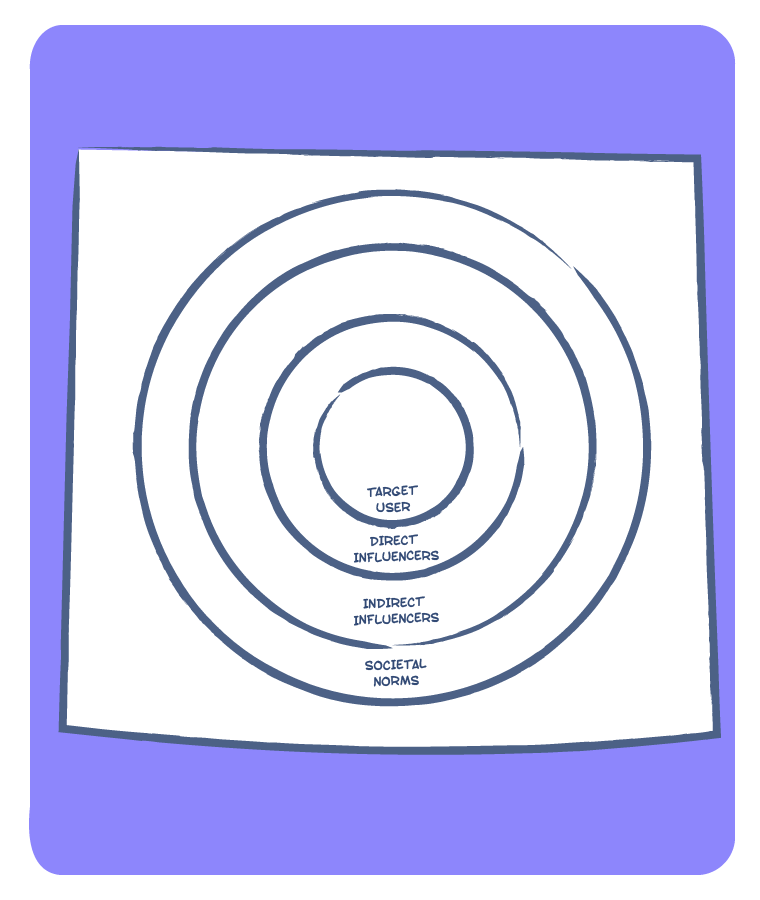 TARGET
USER
DIRECT
INFLUENCERS
INDIRECT
INFLUENCERS
SOCIETAL
NORMS